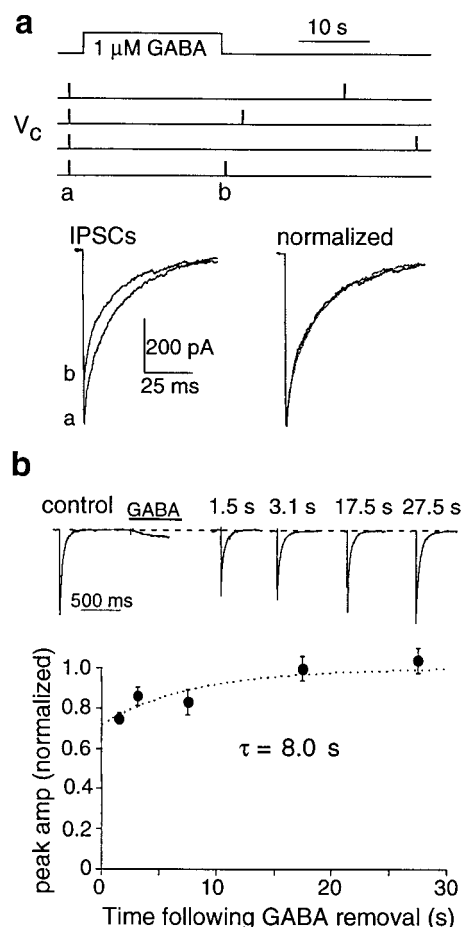 a
10 s
1 μM GABA
Vc
a b
IPSCs normalized
200 pA
25 ms
b
a
b
control GABA 1.5 s 3.1 s 17.5 s 27.5 s
500 ms
peak amp (normalized)
1.0
0.8
0.6
0.4
0.2
0
τ = 8.0 s
0 10 20 30
Time following GABA removal (s)